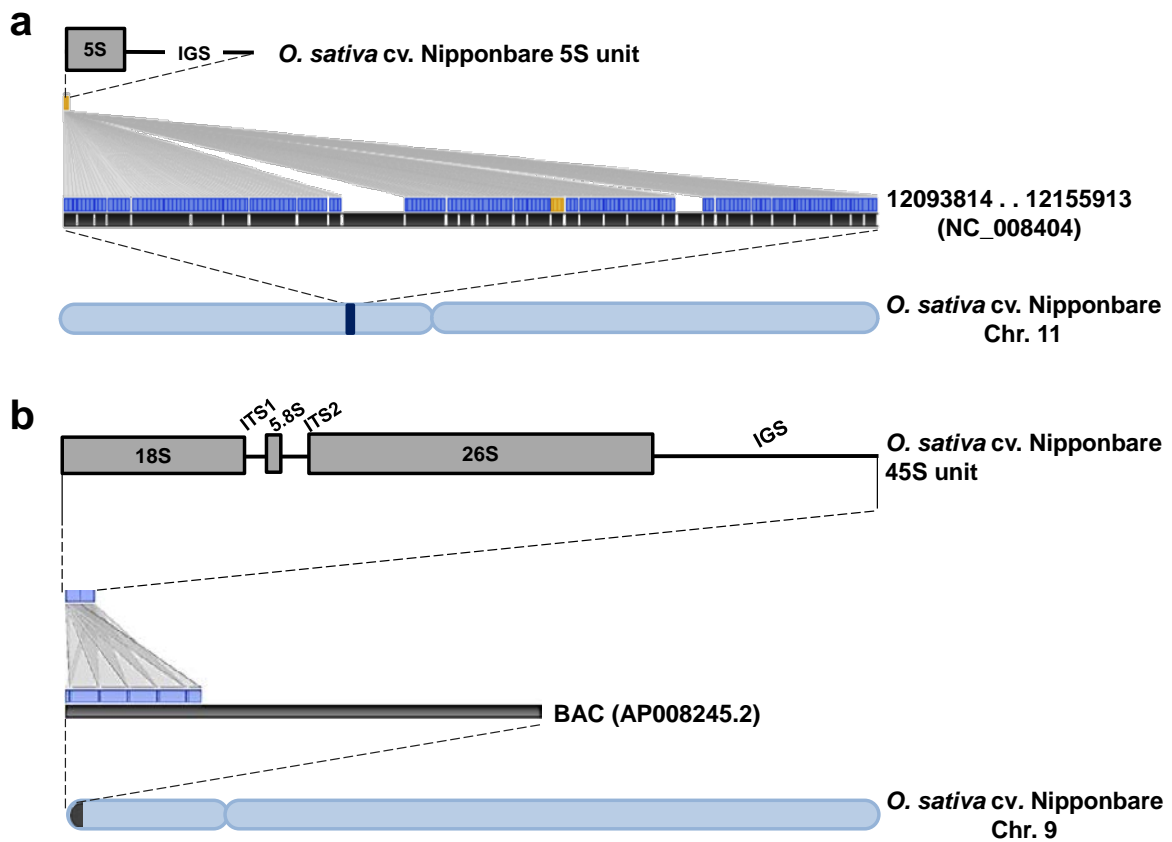 a
5S
IGS
O. sativa cv. Nipponbare 5S unit
12093814 . . 12155913
(NC_008404)
O. sativa cv. Nipponbare
Chr. 11
b
18S
ITS1
5.8S
ITS2
26S
IGS
O. sativa cv. Nipponbare
45S unit
BAC (AP008245.2)
O. sativa cv. Nipponbare
Chr. 9